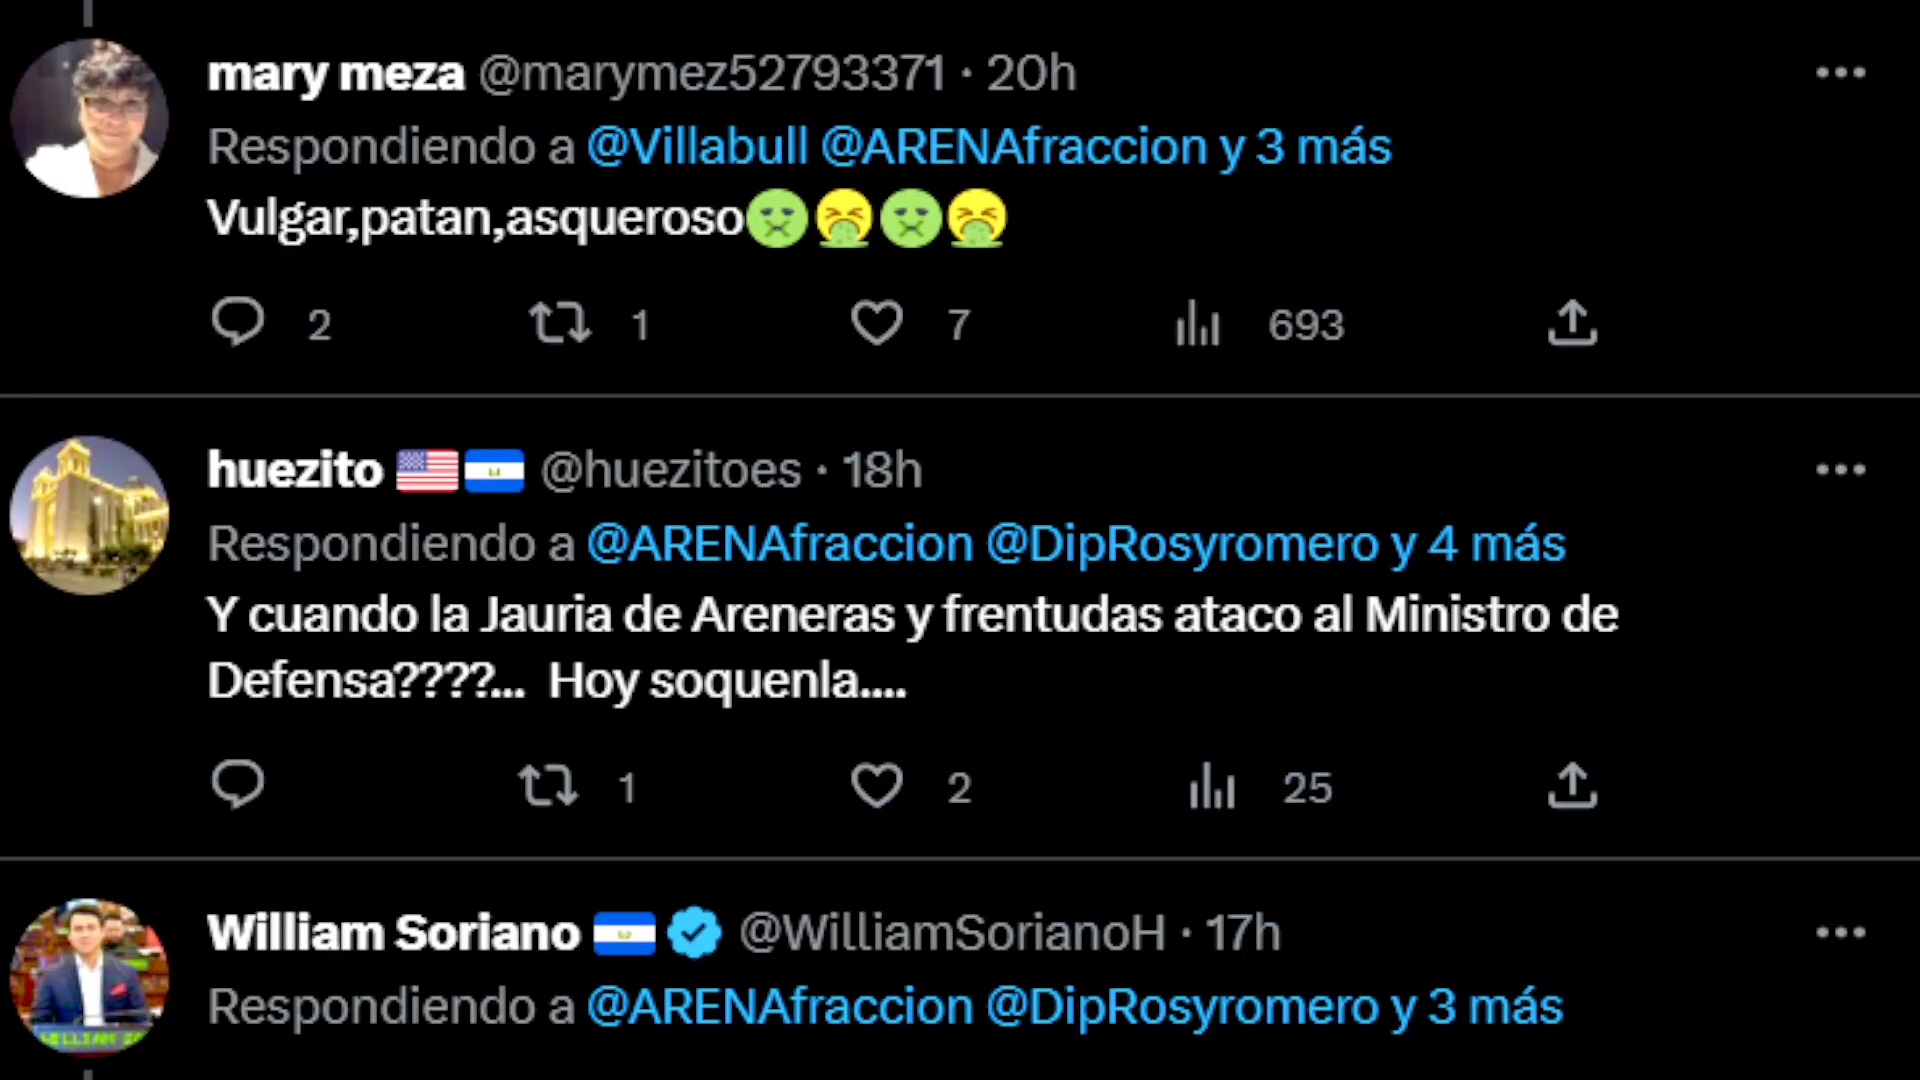 mary meza @marymez52793371 · 20h
Respondiendo a @Villabull @ARENAfraccion y 3 más
Vulgar,patan,asqueroso🤢🤮🤢🤮
2 1 7 693
huezito 🇺🇸🇸🇻 @huezitoes · 18h
Respondiendo a @ARENAfraccion @DipRosyromero y 4 más
Y cuando la Jauria de Areneras y frentudas ataco al Ministro de
Defensa????... Hoy soquenla....
1 2 25
William Soriano 🇸🇻 @WilliamSorianoH · 17h
Respondiendo a @ARENAfraccion @DipRosyromero y 3 más